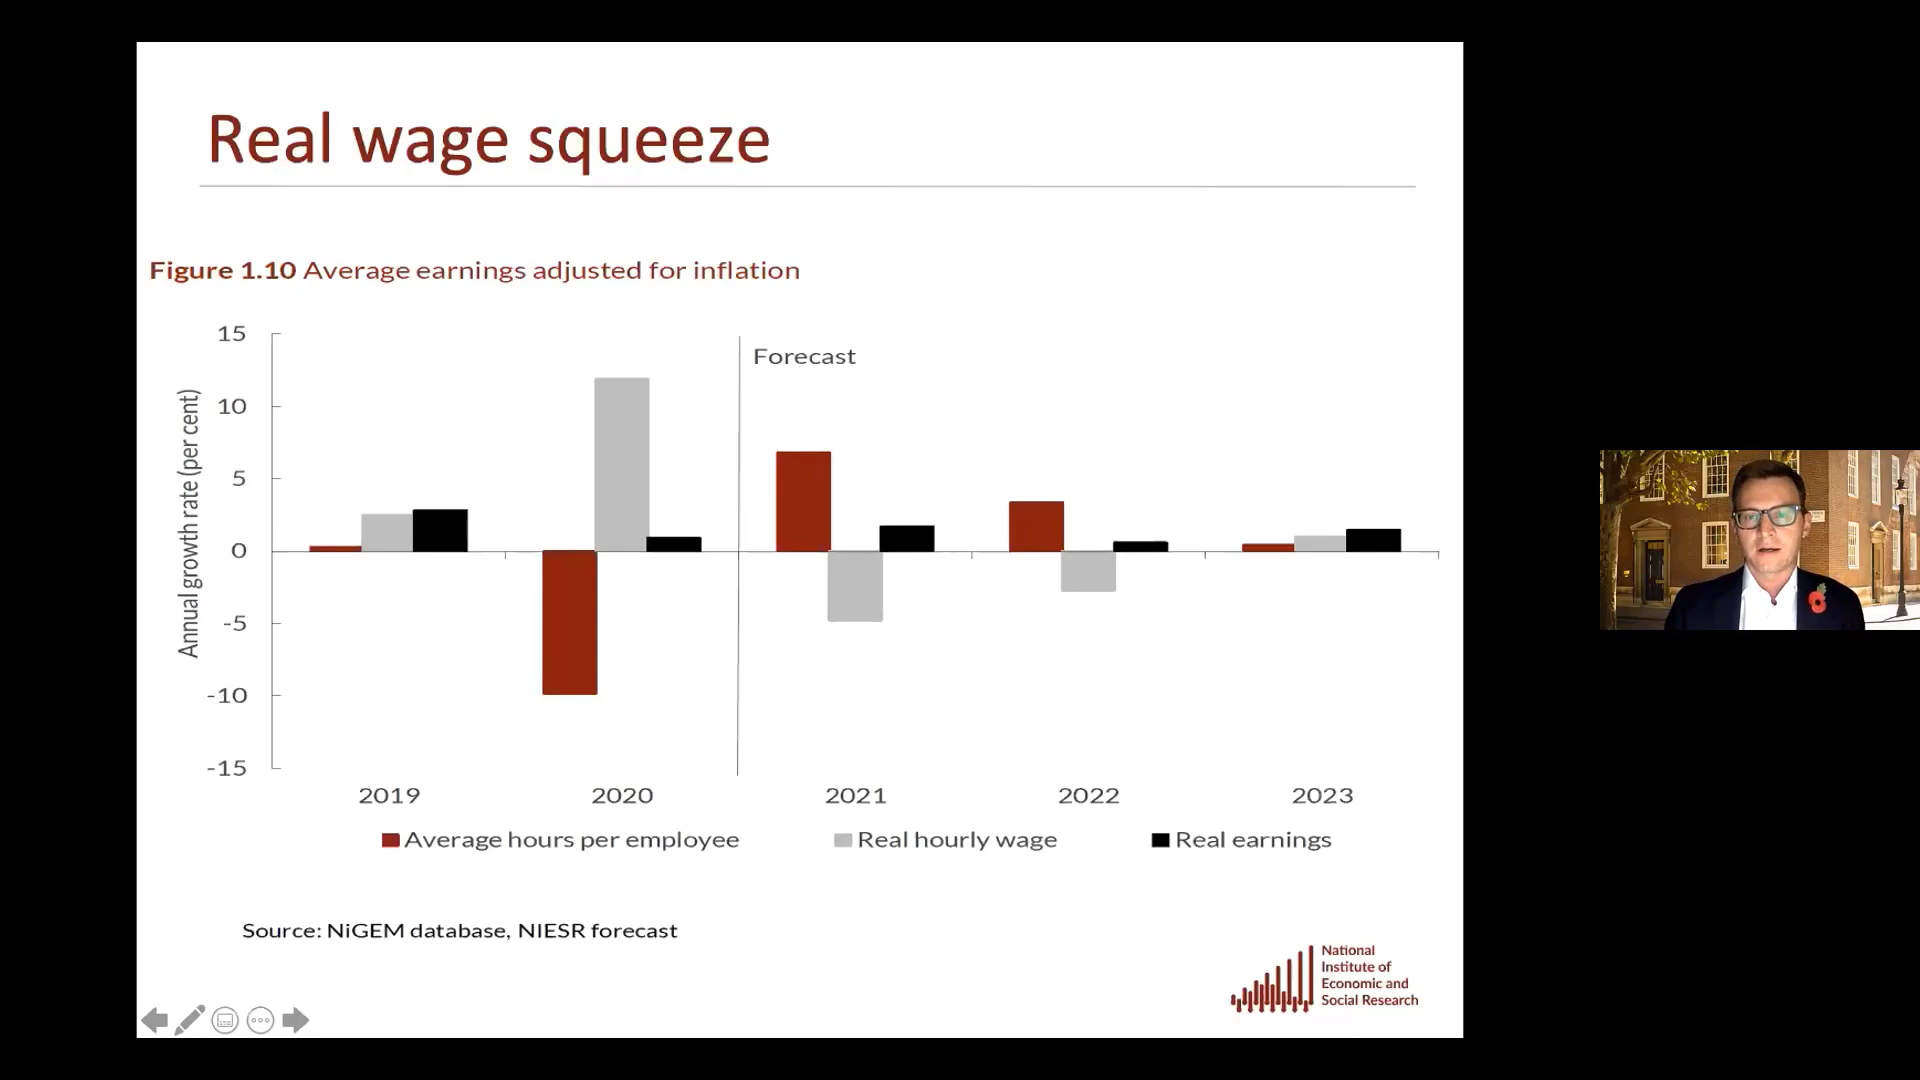 Real wage squeeze
Figure 1.10 Average earnings adjusted for inflation
Annual growth rate (per cent)
15
10
5
0
-5
-10
-15
Forecast
2019 2020 2021 2022 2023
Average hours per employee Real hourly wage Real earnings
Source: NiGEM database, NIESR forecast
National
Institute of
Economic and
Social Research